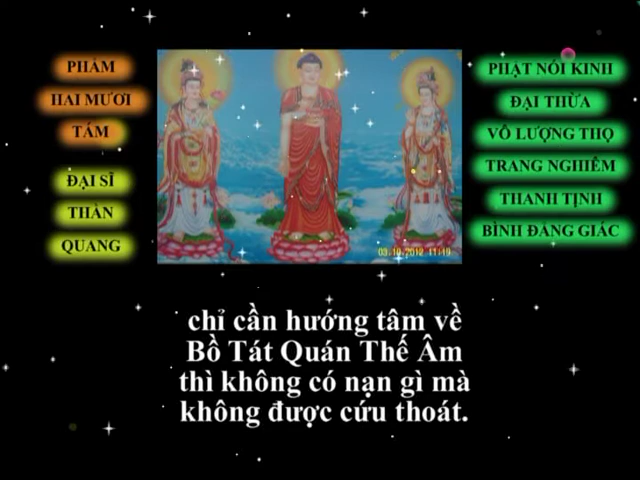 PHẨM
HAI MƯƠI
TÁM
ĐẠI SĨ
THẦN
QUANG
PHẬT NÓI KINH
ĐẠI THỪA
VÔ LƯỢNG THỌ
TRANG NGHIÊM
THANH TỊNH
BÌNH ĐẲNG GIÁC
03.10.2012 11:49
chỉ cần hướng tâm về
Bồ Tát Quán Thế Âm
thì không có nạn gì mà
không được cứu thoát.